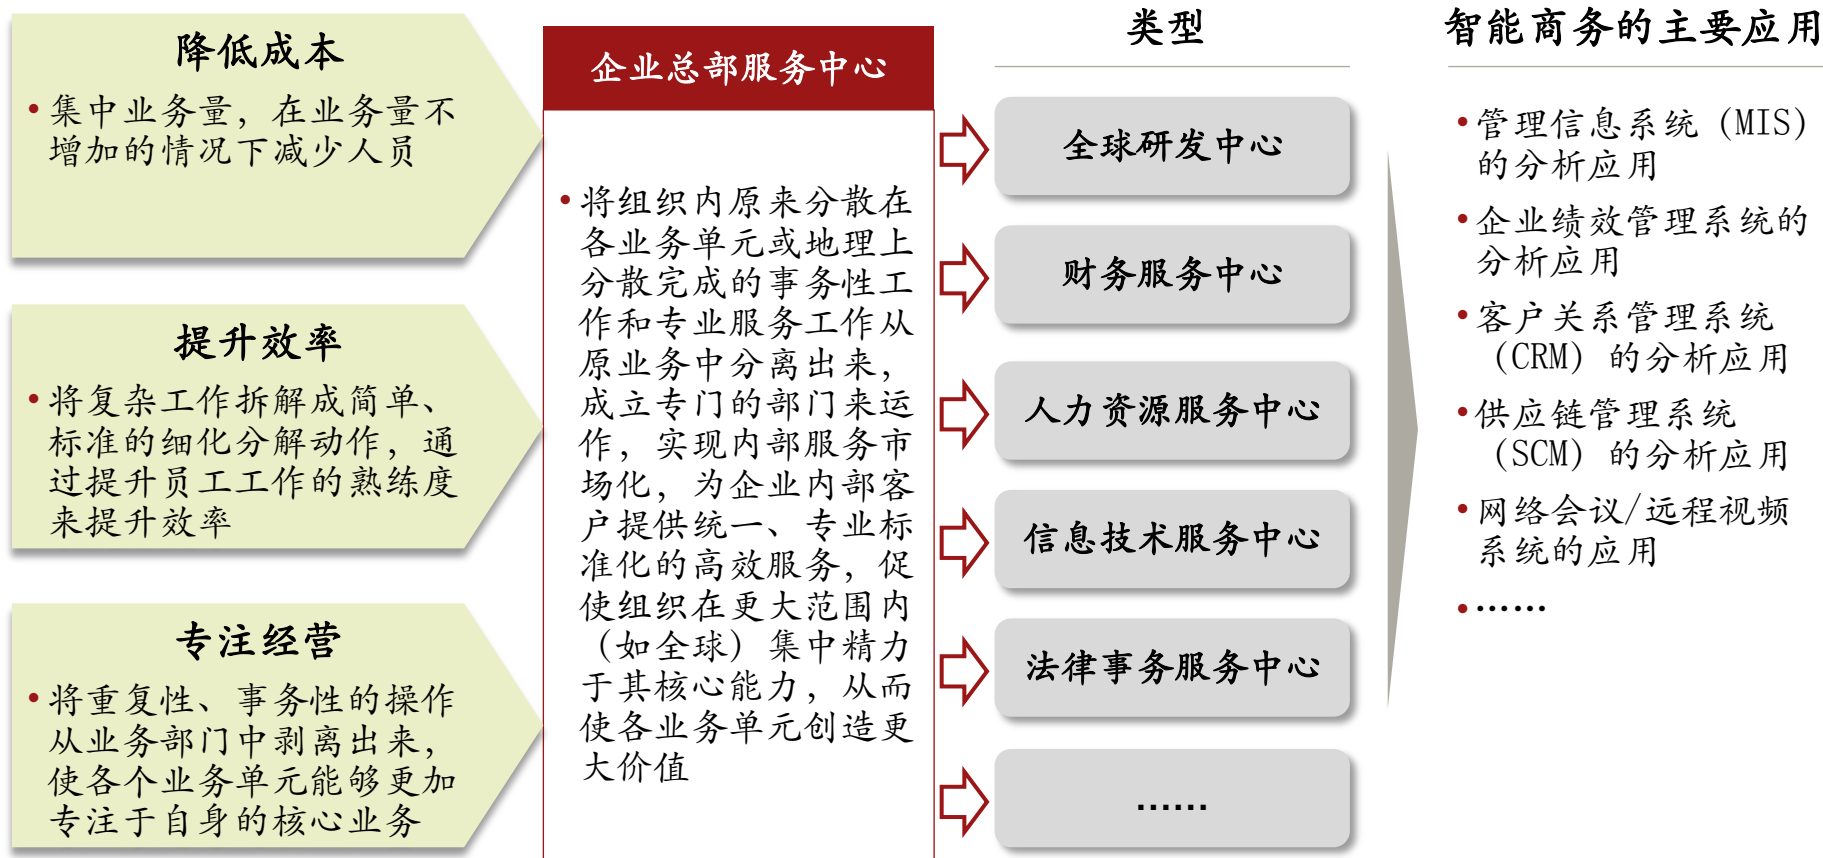 降低成本
•集中业务量，在业务量不
增加的情况下减少人员
提升效率
•将复杂工作拆解成简单、
标准的细化分解动作，通
过提升员工工作的熟练度
来提升效率
专注经营
•将重复性、事务性的操作
从业务部门中剥离出来，
使各个业务单元能够更加
专注于自身的核心业务
企业总部服务中心
•将组织内原来分散在
各业务单元或地理上
分散完成的事务性工
作和专业服务工作从
原业务中分离出来，
成立专门的部门来运
作，实现内部服务市
场化，为企业内部客
户提供统一、专业标
准化的高效服务，促
使组织在更大范围内
（如全球）集中精力
于其核心能力，从而
使各业务单元创造更
大价值
类型
全球研发中心
财务服务中心
人力资源服务中心
信息技术服务中心
法律事务服务中心
……
智能商务的主要应用
•管理信息系统（MIS）
的分析应用
•企业绩效管理系统的
分析应用
•客户关系管理系统
（CRM）的分析应用
•供应链管理系统
（SCM）的分析应用
•网络会议/远程视频
系统的应用
•……